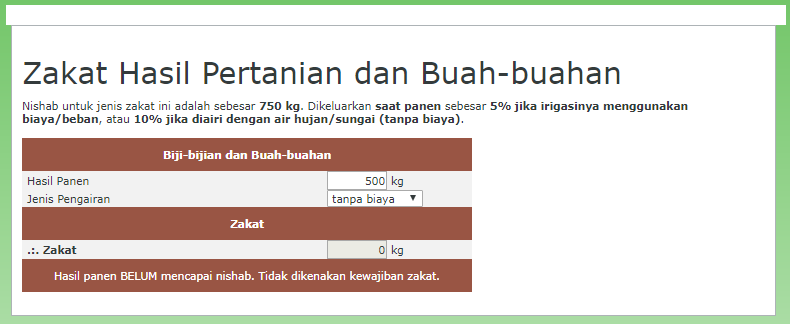 Zakat Hasil Pertanian dan Buah-buahan
Nishab untuk jenis zakat ini adalah sebesar 750 kg. Dikeluarkan saat panen sebesar 5% jika irigasinya menggunakan
biaya/beban, atau 10% jika diairi dengan air hujan/sungai (tanpa biaya).
Biji-bijian dan Buah-buahan
Hasil Panen 500 kg
Jenis Pengairan tanpa biaya
Zakat
.:. Zakat 0 kg
Hasil panen BELUM mencapai nishab. Tidak dikenakan kewajiban zakat.